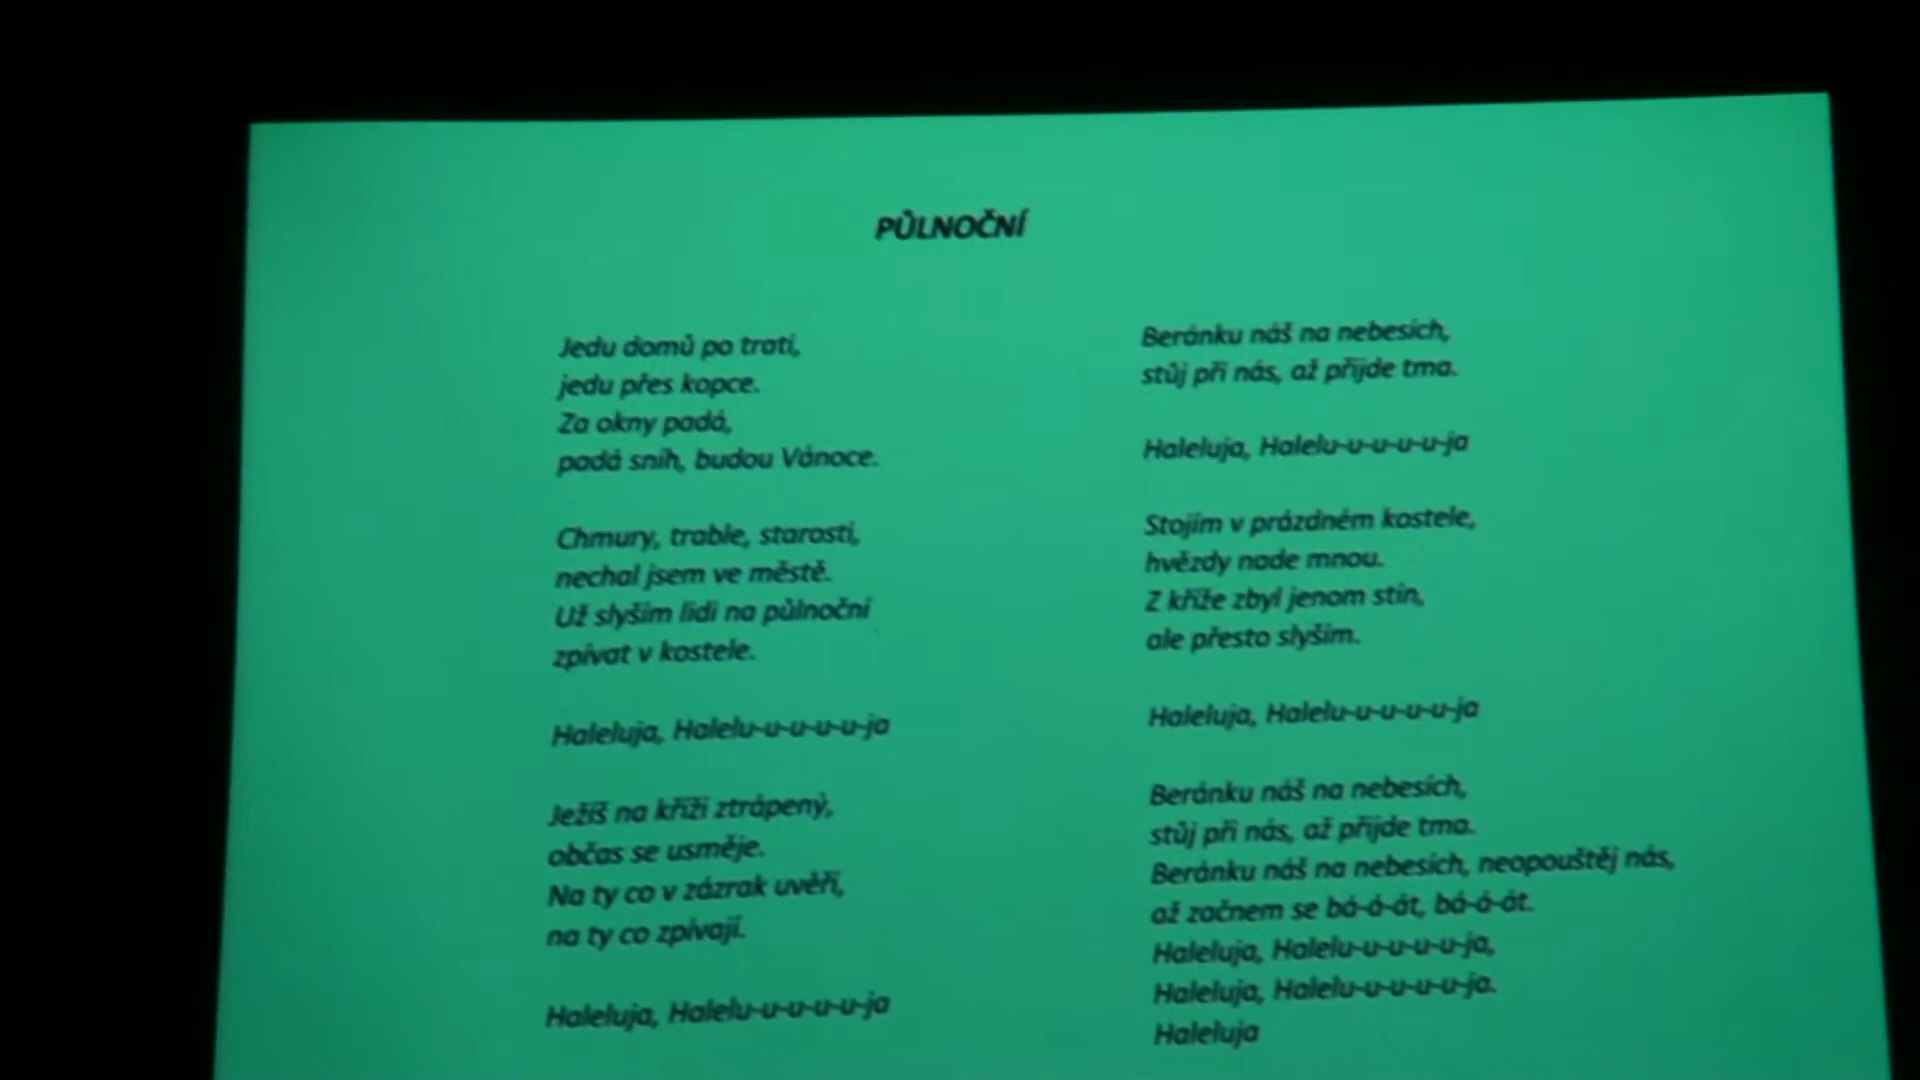 PŮLNOČNÍ
Jedu domů po trati,
jedu přes kopce.
Za okny padá,
padá sníh, budou Vánoce.
Chmury, trable, starosti,
nechal jsem ve městě.
Už slyším lidi na půlnoční
zpívat v kostele.
Haleluja, Halelu-u-u-u-u-ja
Ježíš na kříži ztrápený,
občas se usměje.
Na ty co v zázrak uvěří,
na ty co zpívají.
Haleluja, Halelu-u-u-u-u-ja
Beránku náš na nebesích,
stůj při nás, až přijde tma.
Haleluja, Halelu-u-u-u-u-ja
Stojím v prázdném kostele,
hvězdy nade mnou.
Z kříže zbyl jenom stín,
ale přesto slyším.
Haleluja, Halelu-u-u-u-u-ja
Beránku náš na nebesích,
stůj při nás, až přijde tma.
Beránku náš na nebesích, neopouštěj nás,
až začnem se bá-á-át, bá-á-át.
Haleluja, Halelu-u-u-u-u-ja,
Haleluja, Halelu-u-u-u-u-ja.
Haleluja